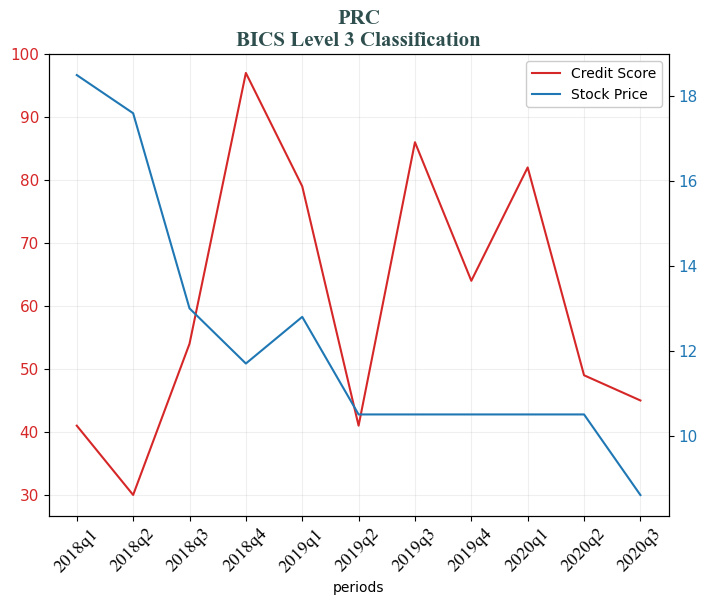 PRC
BICS Level 3 Classification
Credit Score
Stock Price
100
90
80
70
60
50
40
30
18
16
14
12
10
2018q1
2018q2
2018q3
2018q4
2019q1
2019q2
2019q3
2019q4
2020q1
2020q2
2020q3
periods